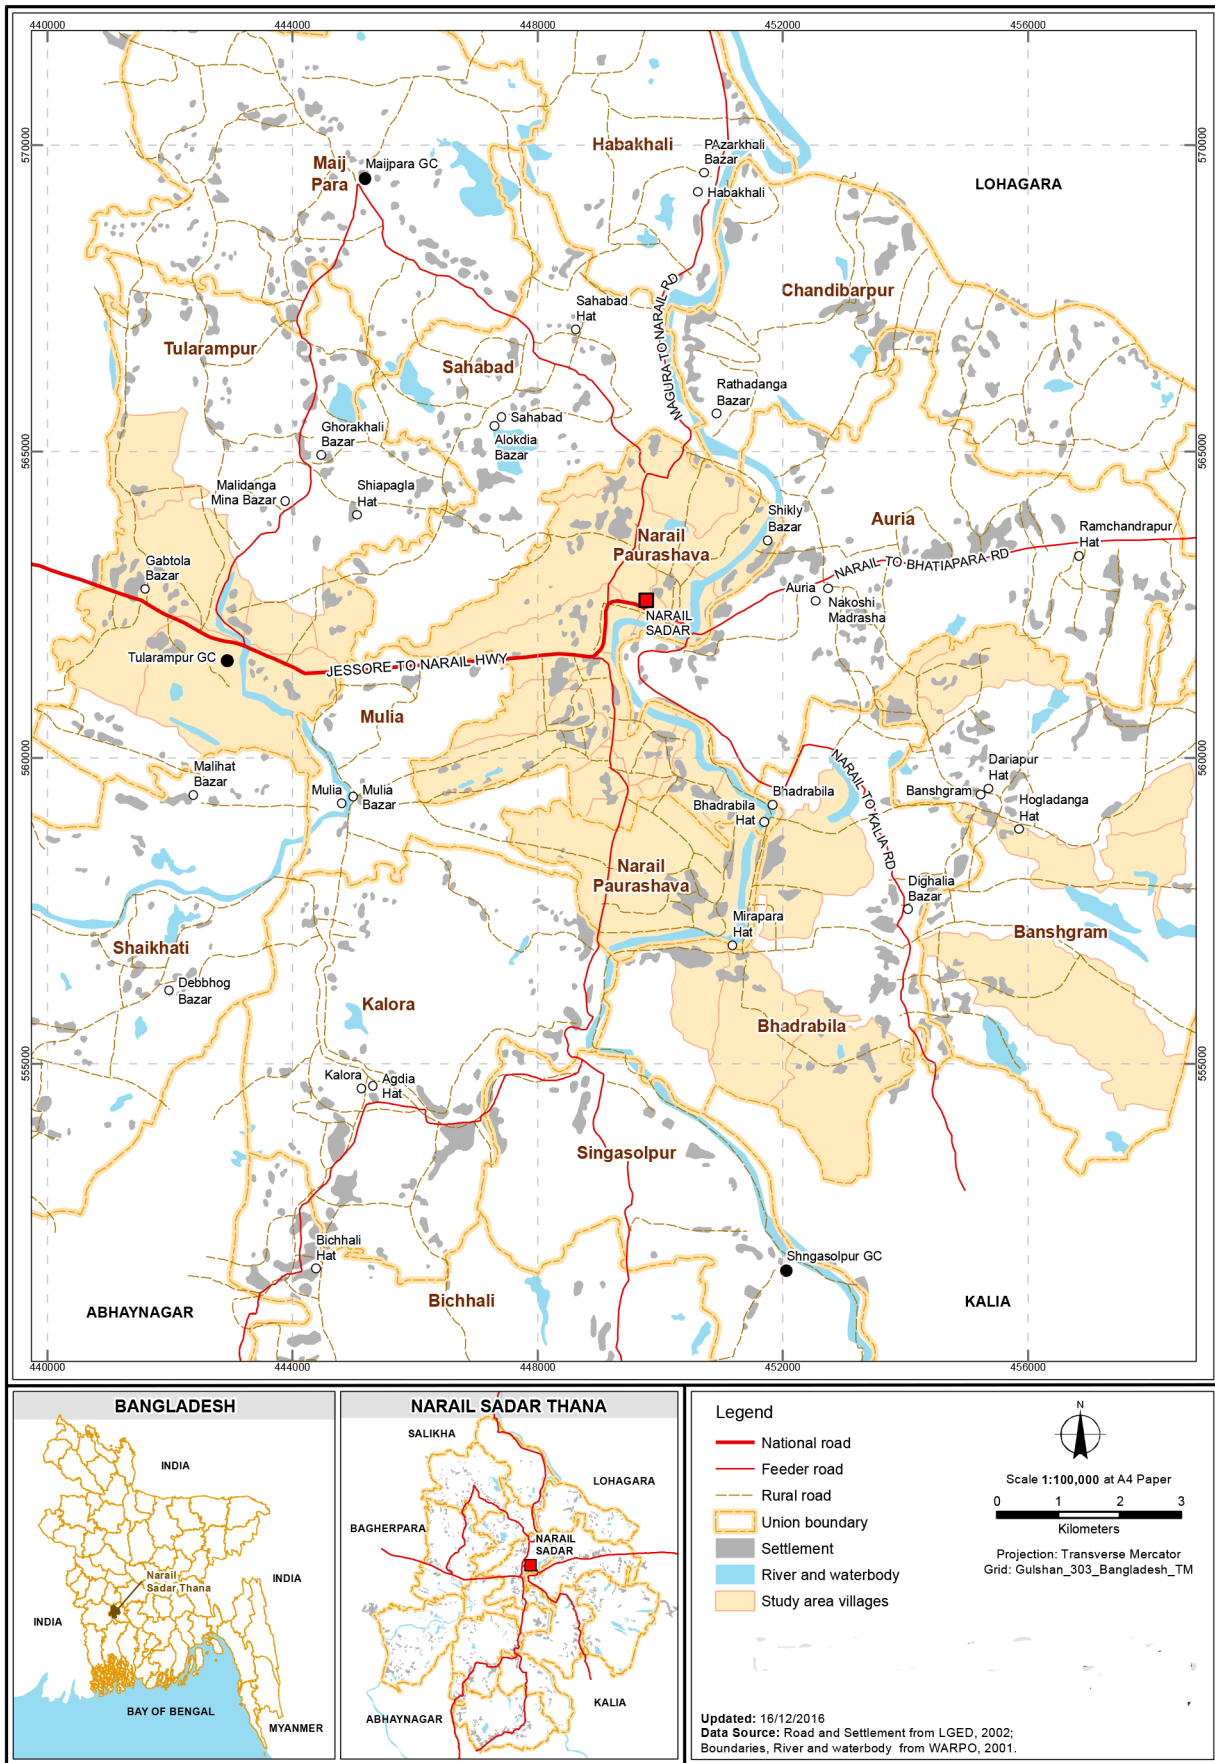 440000
444000
448000
452000
456000
570000
570000
Habakhali
PAzarkhali
Bazar
Maij
Para
Maijpara GC
Habakhali
LOHAGARA
MAGURA TO NARAIL RD
Chandibarpur
Sahabad
Hat
Tularampur
Sahabad
Rathadanga
Bazar
Ghorakhali
Bazar
Sahabad
Alokdia
Bazar
565000
565000
Malidanga
Mina Bazar
Shiapagla
Hat
Shikly
Bazar
Auria
Ramchandrapur
Hat
Narail
Paurashava
NARAIL TO BHATIAPARA RD
Gabtola
Bazar
Auria
Nakoshi
Madrasha
NARAIL
SADAR
Tularampur GC
JESSORE TO NARAIL HWY
Mulia
560000
560000
Malihat
Bazar
NARAIL TO KALIA RD
Dariapur
Hat
Mulia
Mulia
Bazar
Bhadrabila
Bhadrabila
Hat
Banshgram
Hogladanga
Hat
Narail
Paurashava
Dighalia
Bazar
Mirapara
Hat
Shaikhati
Banshgram
Debbhog
Bazar
Kalora
Bhadrabila
555000
555000
Kalora
Agdia
Hat
Singasolpur
Bichhali
Hat
Shngasolpur GC
Bichhali
ABHAYNAGAR
KALIA
440000
444000
448000
452000
456000
BANGLADESH
INDIA
INDIA
Narail
Sadar Thana
INDIA
BAY OF BENGAL
MYANMER
NARAIL SADAR THANA
SALIKHA
LOHAGARA
BAGHERPARA
NARAIL
SADAR
KALIA
ABHAYNAGAR
Legend
National road
Feeder road
Rural road
Union boundary
Settlement
River and waterbody
Study area villages
N
Scale 1:100,000 at A4 Paper
0 1 2 3
Kilometers
Projection: Transverse Mercator
Grid: Gulshan_303_Bangladesh_TM
Updated: 16/12/2016
Data Source: Road and Settlement from LGED, 2002;
Boundaries, River and waterbody from WARPO, 2001.